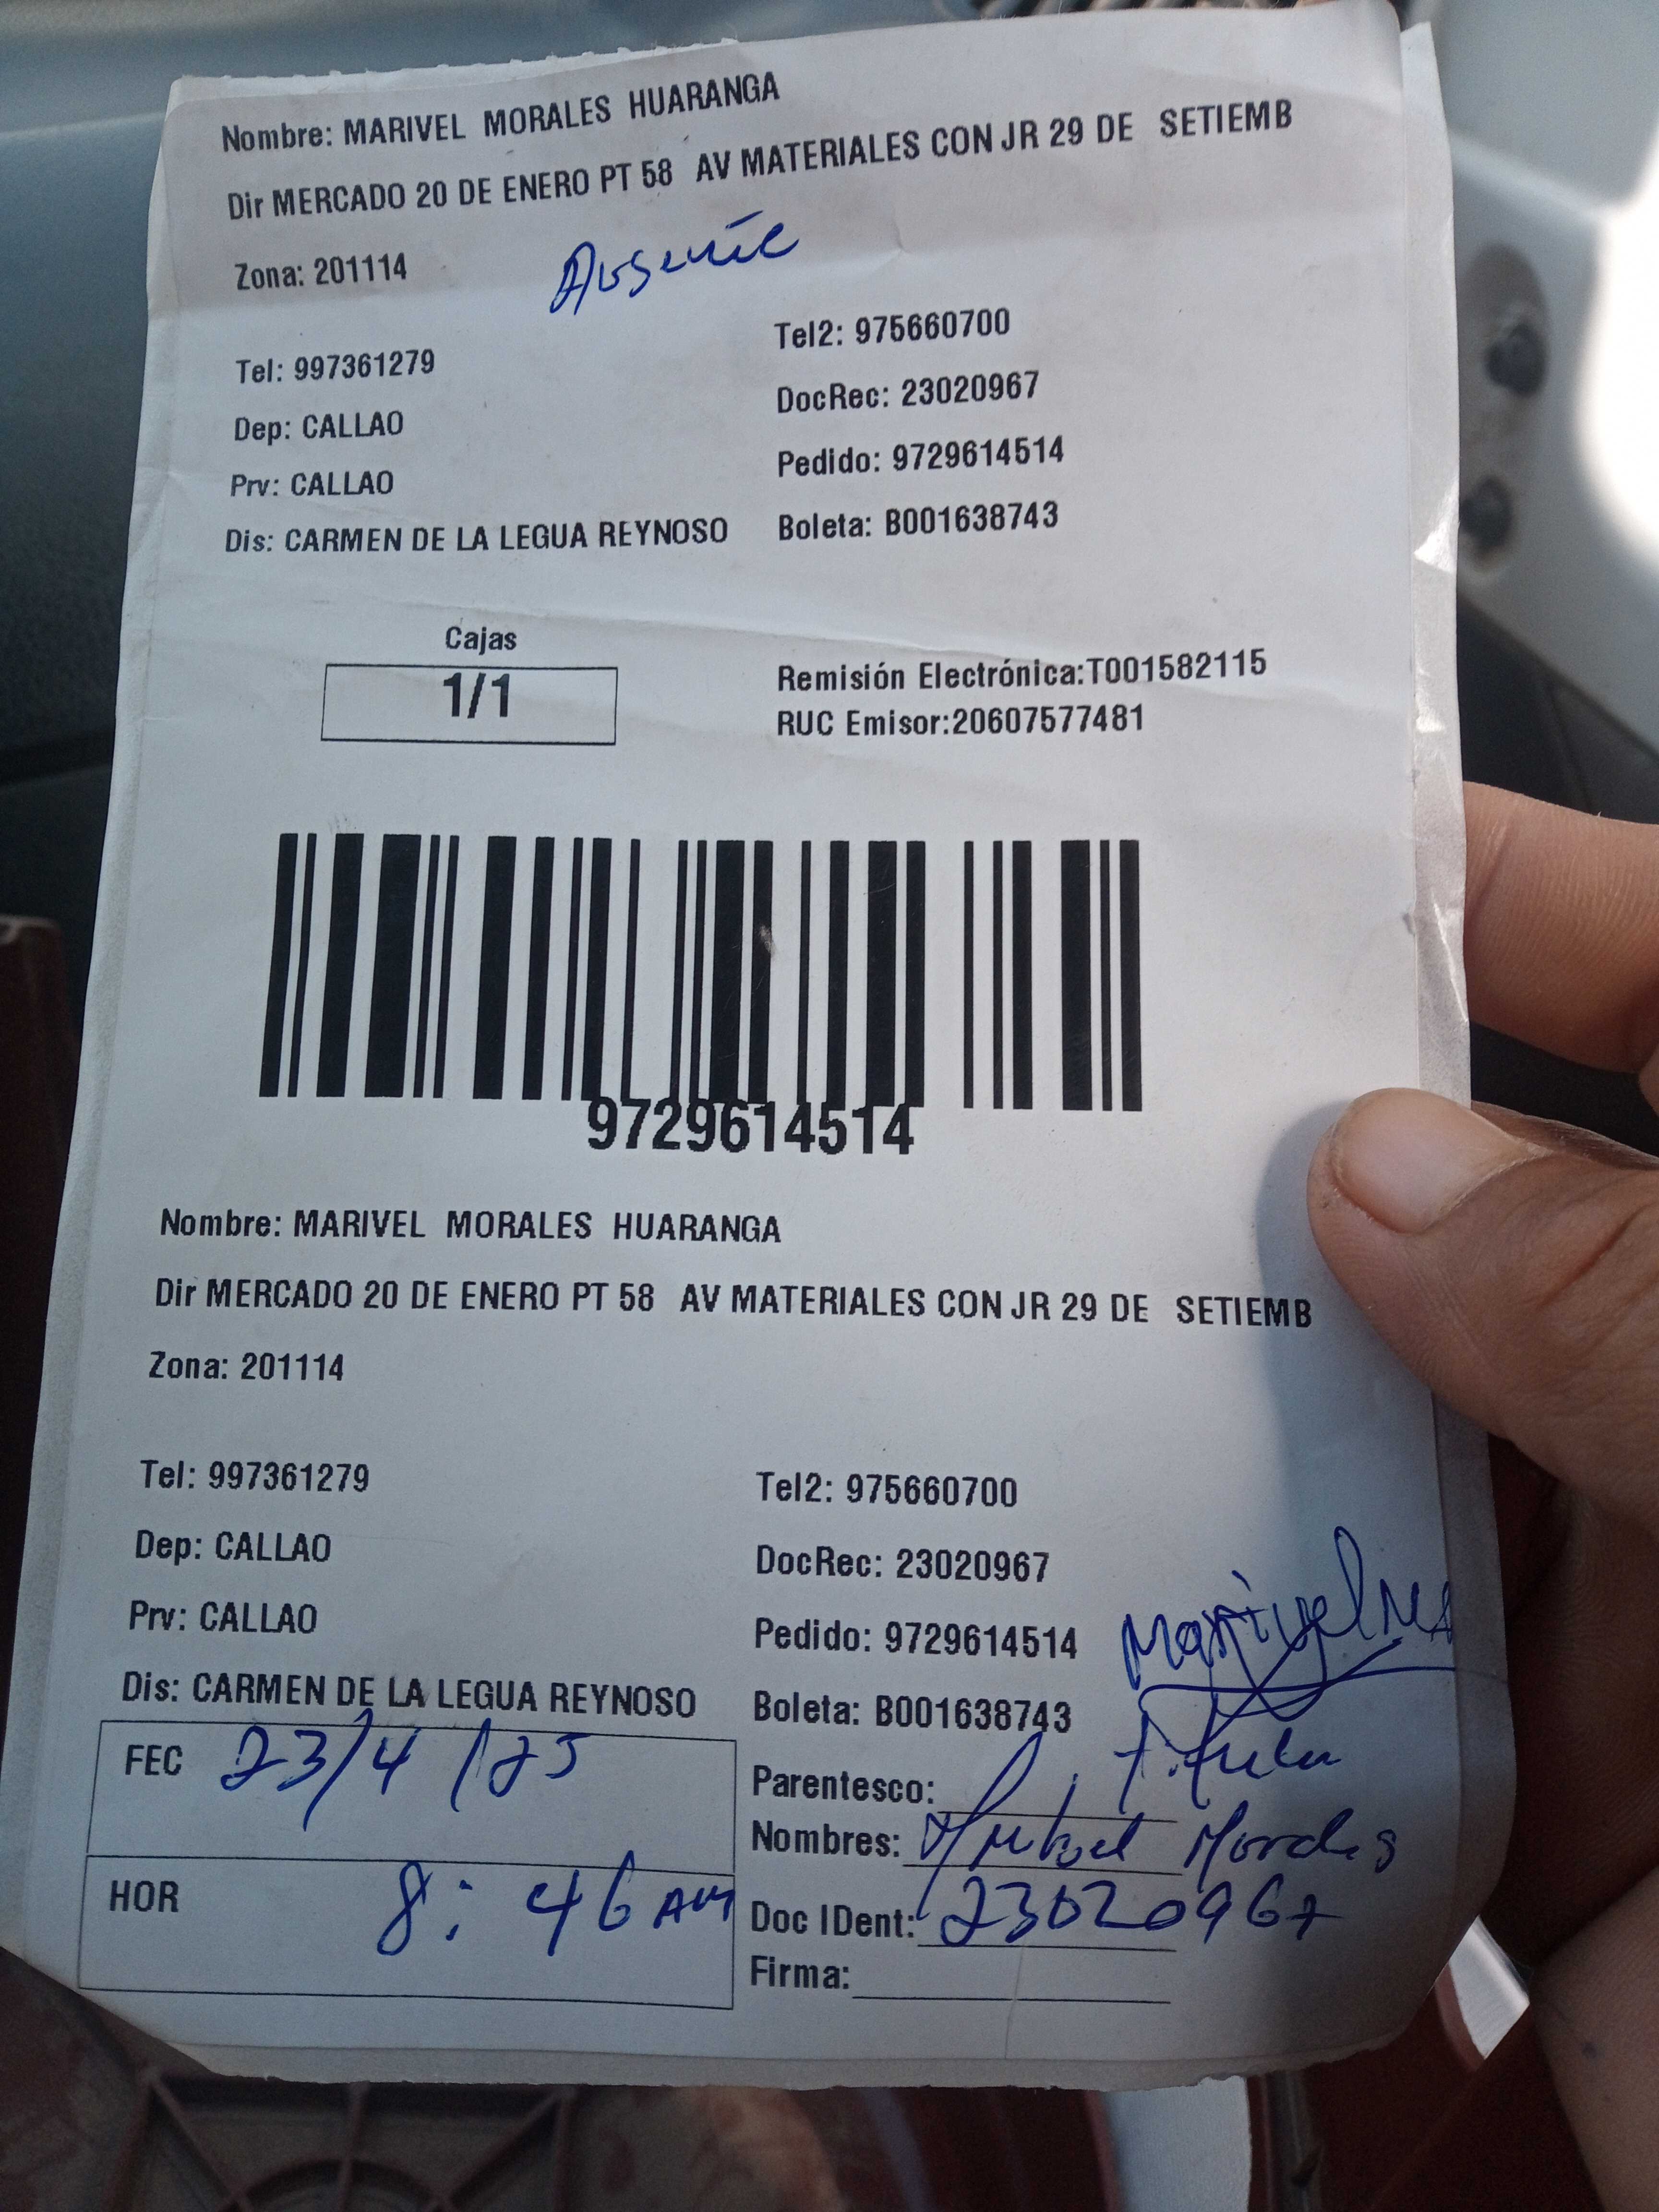 Nombre: MARIVEL MORALES HUARANGA
Dir MERCADO 20 DE ENERO PT 58 AV MATERIALES CON JR 29 DE SETIEMB
Zona: 201114
Ausente
Tel: 997361279 Tel2: 975660700
Dep: CALLAO DocRec: 23020967
Prv: CALLAO Pedido: 9729614514
Dis: CARMEN DE LA LEGUA REYNOSO Boleta: B001638743
Cajas
1/1
Remisión Electrónica:T001582115
RUC Emisor:20607577481
9729614514
Nombre: MARIVEL MORALES HUARANGA
Dir MERCADO 20 DE ENERO PT 58 AV MATERIALES CON JR 29 DE SETIEMB
Zona: 201114
Tel: 997361279 Tel2: 975660700
Dep: CALLAO DocRec: 23020967
Prv: CALLAO Pedido: 9729614514
Dis: CARMEN DE LA LEGUA REYNOSO Boleta: B001638743
Marivel
FEC 23/4/25
HOR 8:46 AM
Parentesco: Titular
Nombres: Morales
Doc IDent: 23020967
Firma: